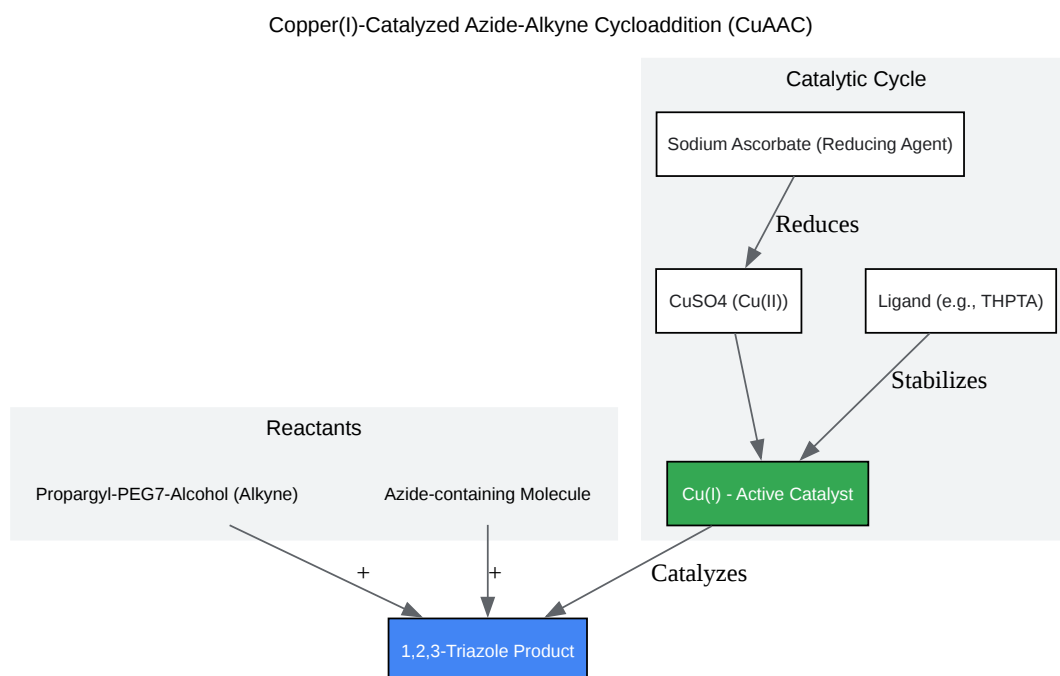 Copper(I)-Catalyzed Azide-Alkyne Cycloaddition (CuAAC)
Catalytic Cycle
Sodium Ascorbate (Reducing Agent)
Reduces
CuSO4 (Cu(II))
Ligand (e.g., THPTA)
Stabilizes
Reactants
Propargyl-PEG7-Alcohol (Alkyne)
Azide-containing Molecule
Cu(I) - Active Catalyst
+
+
Catalyzes
1,2,3-Triazole Product